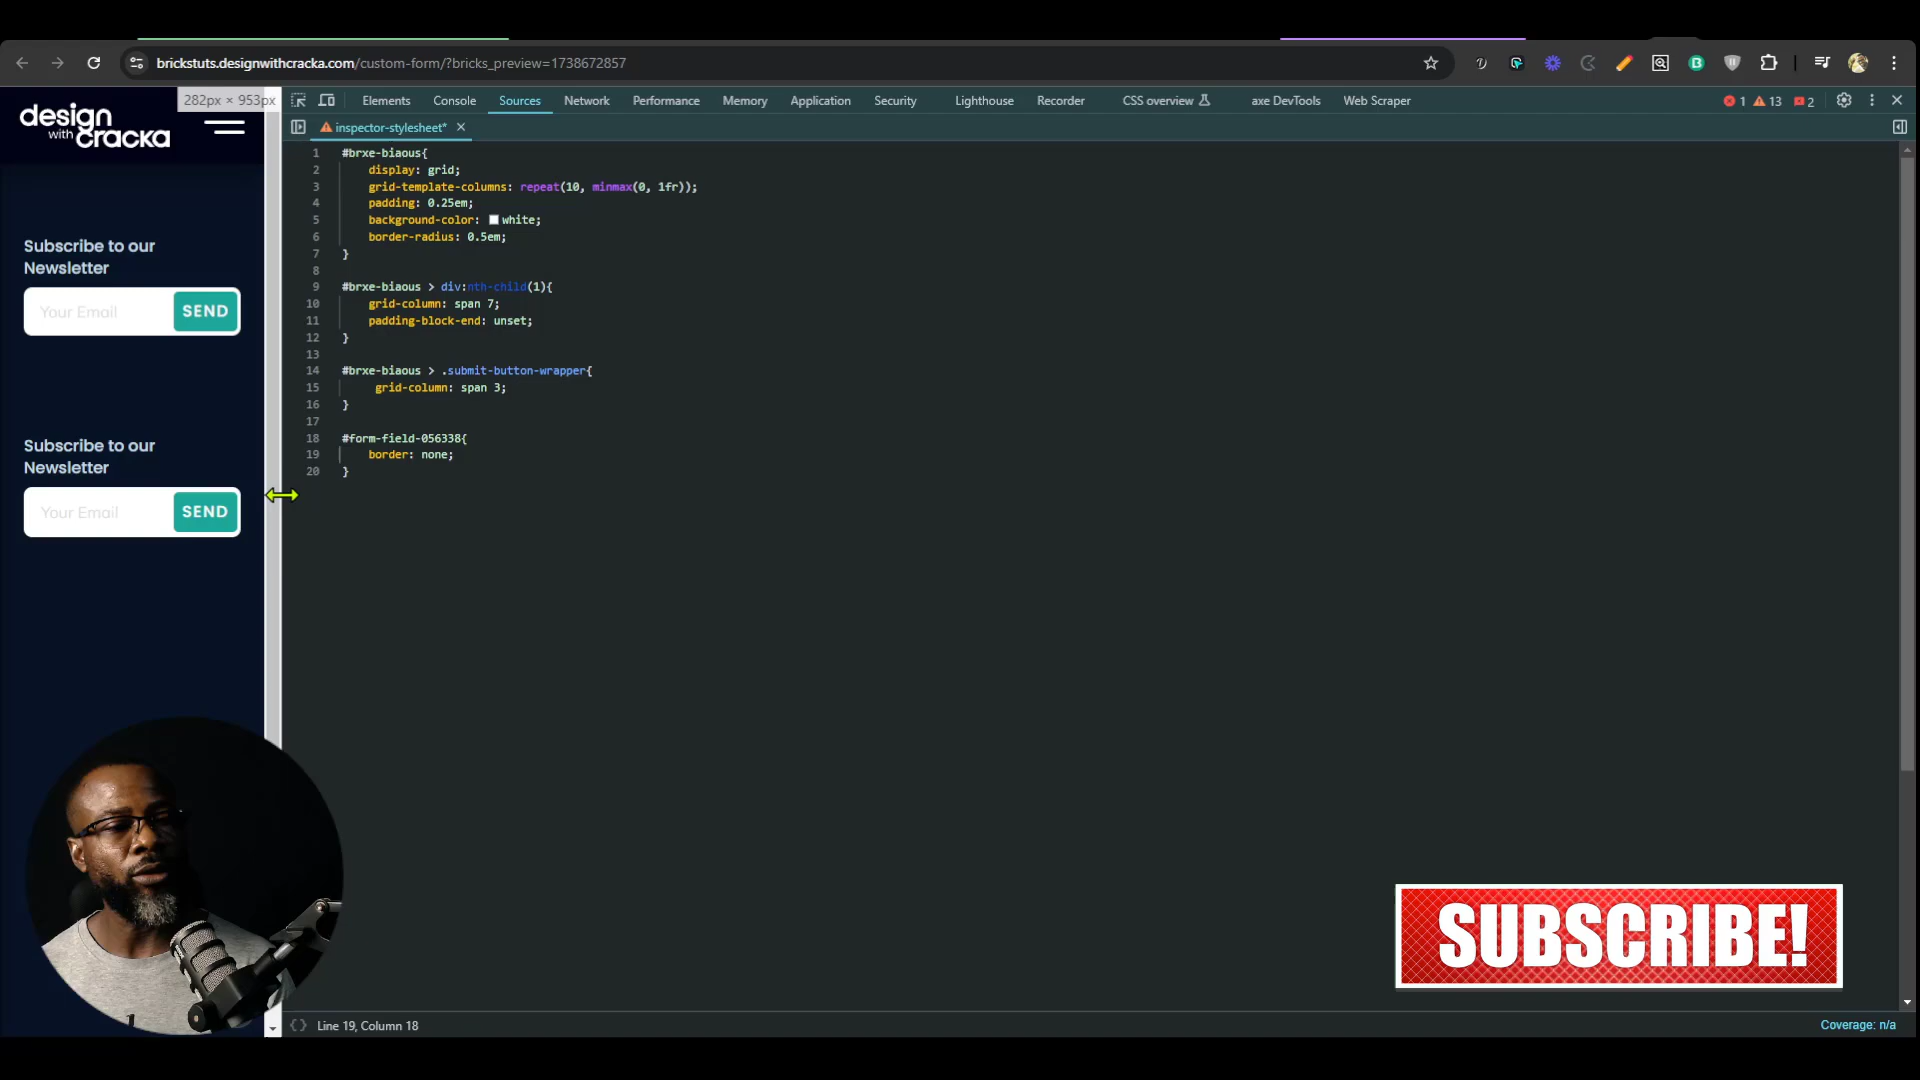 brickstuts.designwithcracka.com/custom-form/?bricks_preview=1738672857
design
with
cracka
282px × 953px
Elements Console Sources Network Performance Memory Application Security Lighthouse Recorder CSS overview axe DevTools Web Scraper 1 13 2
inspector-stylesheet*
1 #brxe-biaous{
2 display: grid;
3 grid-template-columns: repeat(10, minmax(0, 1fr));
4 padding: 0.25em;
5 background-color: white;
6 border-radius: 0.5em;
7 }
8
9 #brxe-biaous > div:nth-child(1){
10 grid-column: span 7;
11 padding-block-end: unset;
12 }
13
14 #brxe-biaous > .submit-button-wrapper{
15 grid-column: span 3;
16 }
17
18 #form-field-056338{
19 border: none;
20 }
Subscribe to our
Newsletter
Your Email SEND
Subscribe to our
Newsletter
Your Email SEND
SUBSCRIBE!
{} Line 19, Column 18
Coverage: n/a